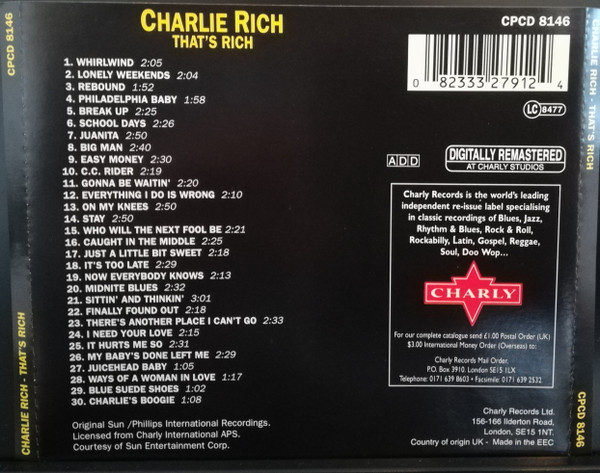 CPCD 8146
CHARLIE RICH - THAT'S RICH
CHARLIE RICH
THAT'S RICH
1. WHIRLWIND 2:05
2. LONELY WEEKENDS 2:04
3. REBOUND 1:52
4. PHILADELPHIA BABY 1:58
5. BREAK UP 2:25
6. SCHOOL DAYS 2:26
7. JUANITA 2:50
8. BIG MAN 2:40
9. EASY MONEY 2:30
10. C.C. RIDER 2:19
11. GONNA BE WAITIN' 2:20
12. EVERYTHING I DO IS WRONG 2:10
13. ON MY KNEES 2:50
14. STAY 2:50
15. WHO WILL THE NEXT FOOL BE 2:21
16. CAUGHT IN THE MIDDLE 2:25
17. JUST A LITTLE BIT SWEET 2:18
18. IT'S TOO LATE 2:29
19. NOW EVERYBODY KNOWS 2:13
20. MIDNITE BLUES 2:32
21. SITTIN' AND THINKIN' 3:01
22. FINALLY FOUND OUT 2:18
23. THERE'S ANOTHER PLACE I CAN'T GO 2:33
24. I NEED YOUR LOVE 2:15
25. IT HURTS ME SO 2:31
26. MY BABY'S DONE LEFT ME 2:29
27. JUICEHEAD BABY 1:05
28. WAYS OF A WOMAN IN LOVE 1:17
29. BLUE SUEDE SHOES 1:02
30. CHARLIE'S BOOGIE 1:08
Original Sun /Phillips International Recordings.
Licensed from Charly International APS.
Courtesy of Sun Entertainment Corp.
CPCD 8146
0 82333 27912 4
LC 8477
ADD
DIGITALLY REMASTERED
AT CHARLY STUDIOS
Charly Records is the world's leading
independent re-issue label specialising
in classic recordings of Blues, Jazz,
Rhythm & Blues, Rock & Roll,
Rockabilly, Latin, Gospel, Reggae,
Soul, Doo Wop...
CHARLY
For our complete catalogue send £1.00 Postal Order (UK)
$3.00 International Money Order (Overseas) to:
Charly Records Mail Order,
P.O. Box 3910. London SE15 1LX
Telephone: 0171 639 8603 • Facsimile: 0171 639 2532
Charly Records Ltd.
156-166 Ilderton Road,
London, SE15 1NT.
Country of origin UK - Made in the EEC
CHARLIE RICH - THAT'S RICH
CPCD 8146